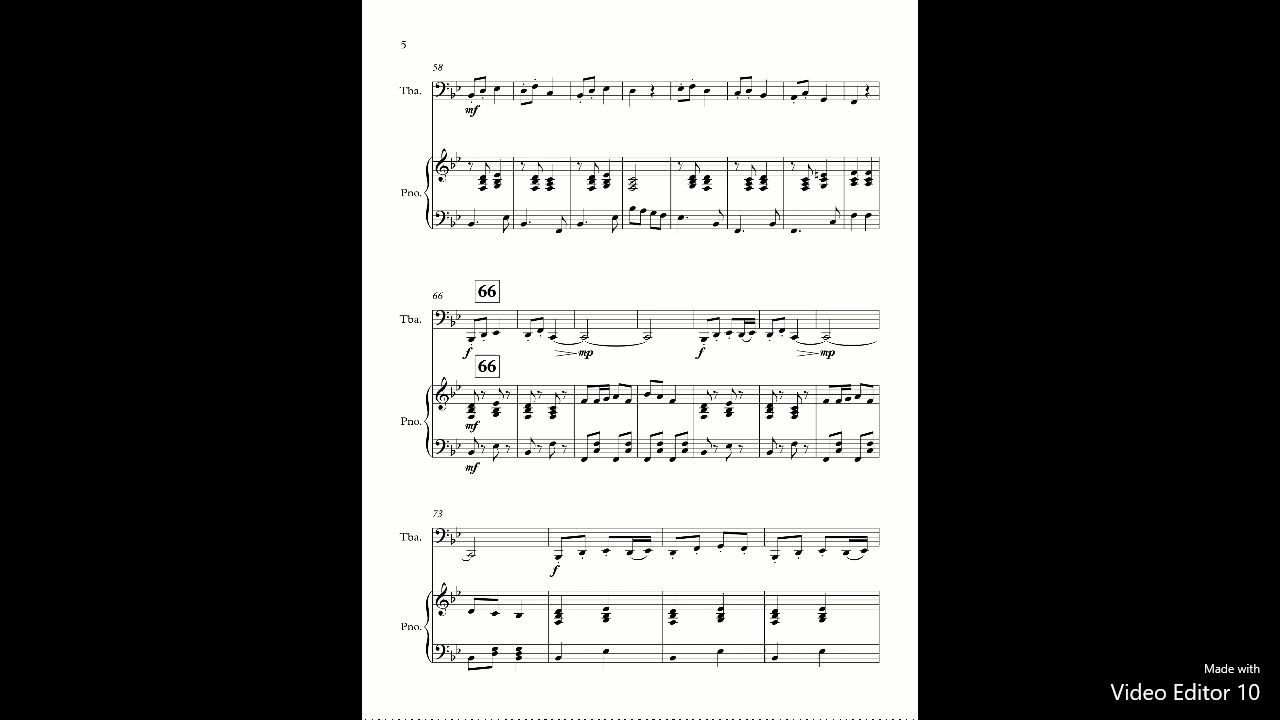 5
58
Tba.
mf
Pno.
66
66
Tba.
f mp f mp
66
Pno.
mf
mf
73
Tba.
f
Pno.
Made with
Video Editor 10